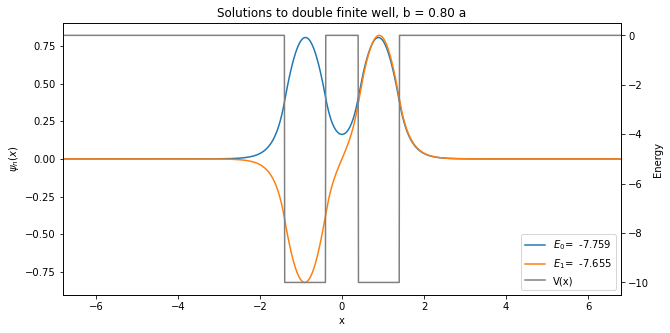 Solutions to double finite well, b = 0.80 a
ψₙ(x)
0.75
0.50
0.25
0.00
−0.25
−0.50
−0.75
0
−2
−4
−6
−8
−10
Energy
E₀= -7.759
E₁= -7.655
V(x)
−6 −4 −2 0 2 4 6
x